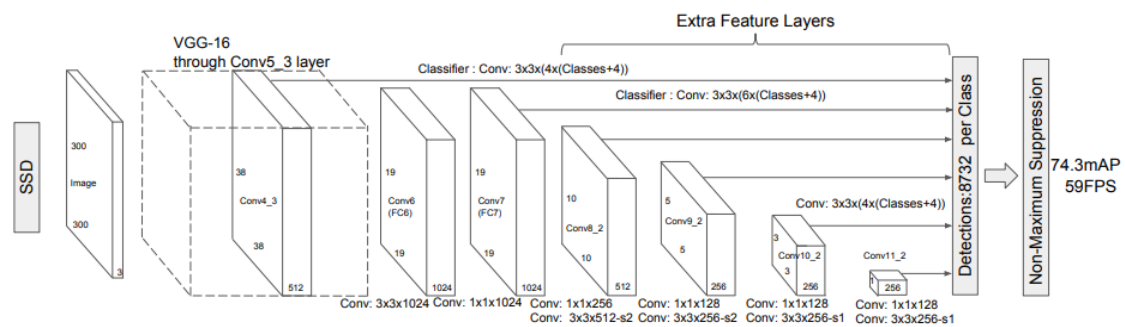 Extra Feature Layers
VGG-16
through Conv5_3 layer
Classifier : Conv: 3x3x(4x(Classes+4))
Classifier : Conv: 3x3x(6x(Classes+4))
SSD
300
Image
300
3
38
Conv4_3
38
512
19
Conv6
(FC6)
19
1024
19
Conv7
(FC7)
19
1024
10
Conv8_2
10
512
5
Conv9_2
5
256
Conv: 3x3x(4x(Classes+4))
3
Conv10_2
3
256
Conv11_2
1
256
Detections:8732 per Class
Non-Maximum Suppression
74.3mAP
59FPS
Conv: 3x3x1024
Conv: 1x1x1024
Conv: 1x1x256
Conv: 3x3x512-s2
Conv: 1x1x128
Conv: 3x3x256-s2
Conv: 1x1x128
Conv: 3x3x256-s1
Conv: 1x1x128
Conv: 3x3x256-s1